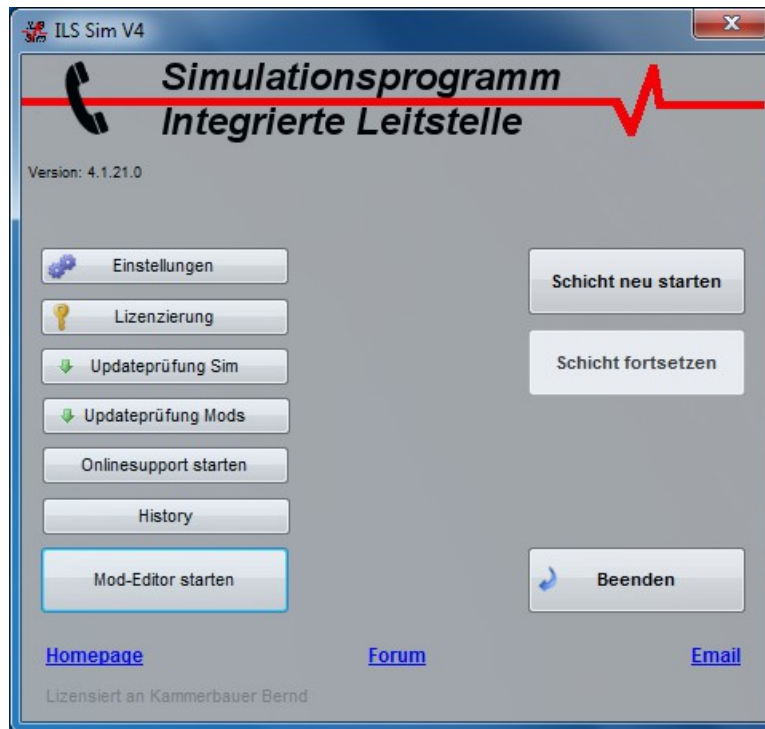 ILS Sim V4
Simulationsprogramm
Integrierte Leitstelle
Version: 4.1.21.0
Einstellungen
Lizenzierung
Updateprüfung Sim
Updateprüfung Mods
Onlinesupport starten
History
Mod-Editor starten
Schicht neu starten
Schicht fortsetzen
Beenden
Homepage
Forum
Email
Lizensiert an Kammerbauer Bernd